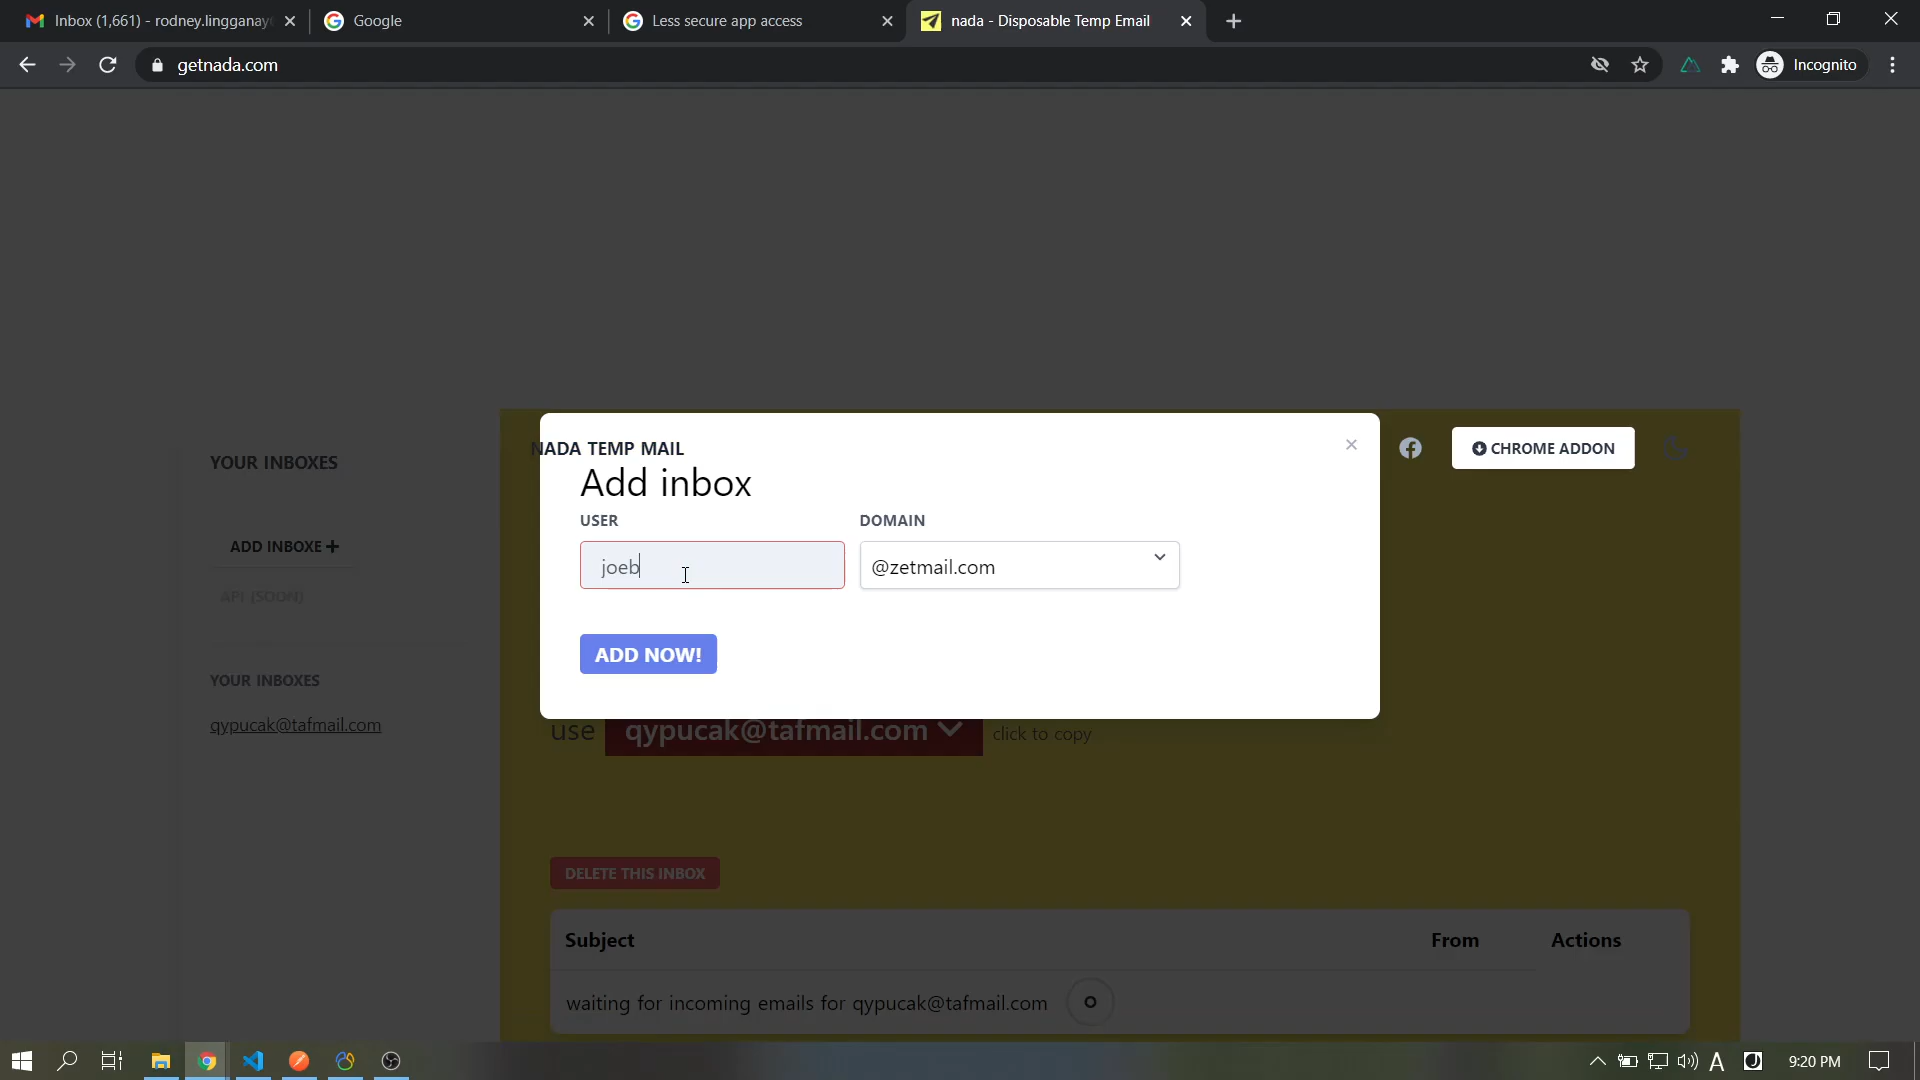 Inbox (1,661) - rodney.lingganay
Google
Less secure app access
nada - Disposable Temp Email
getnada.com
Incognito
NADA TEMP MAIL
CHROME ADDON
YOUR INBOXES
Add inbox
USER
DOMAIN
ADD INBOXE
joeb
@zetmail.com
API (SOON)
ADD NOW!
YOUR INBOXES
qypucak@tafmail.com
use qypucak@tafmail.com click to copy
DELETE THIS INBOX
Subject
From
Actions
waiting for incoming emails for qypucak@tafmail.com
A
9:20 PM